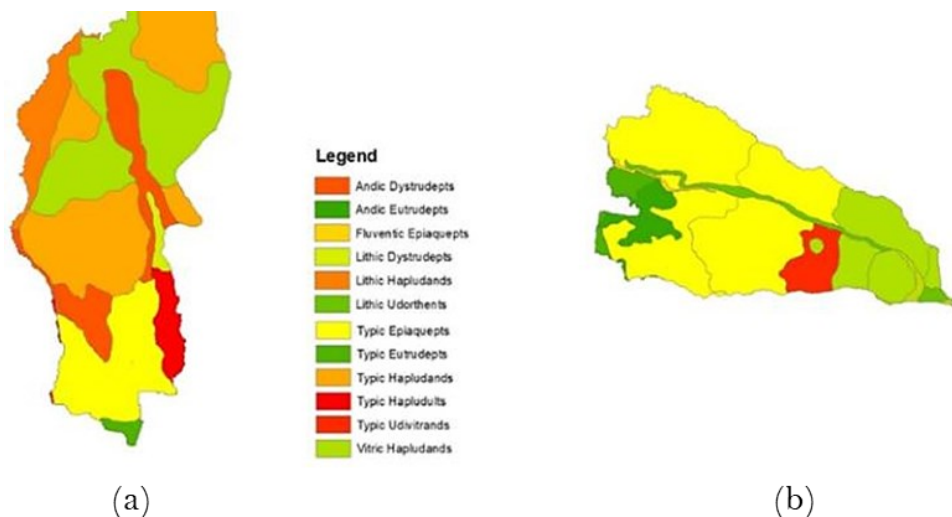 Legend
Andic Dystrudepts
Andic Eutrudepts
Fluventic Epiaquepts
Lithic Dystrudepts
Lithic Hapludands
Lithic Udorthents
Typic Epiaquepts
Typic Eutrudepts
Typic Hapludands
Typic Hapludults
Typic Udivitrands
Vitric Hapludands
(a)
(b)